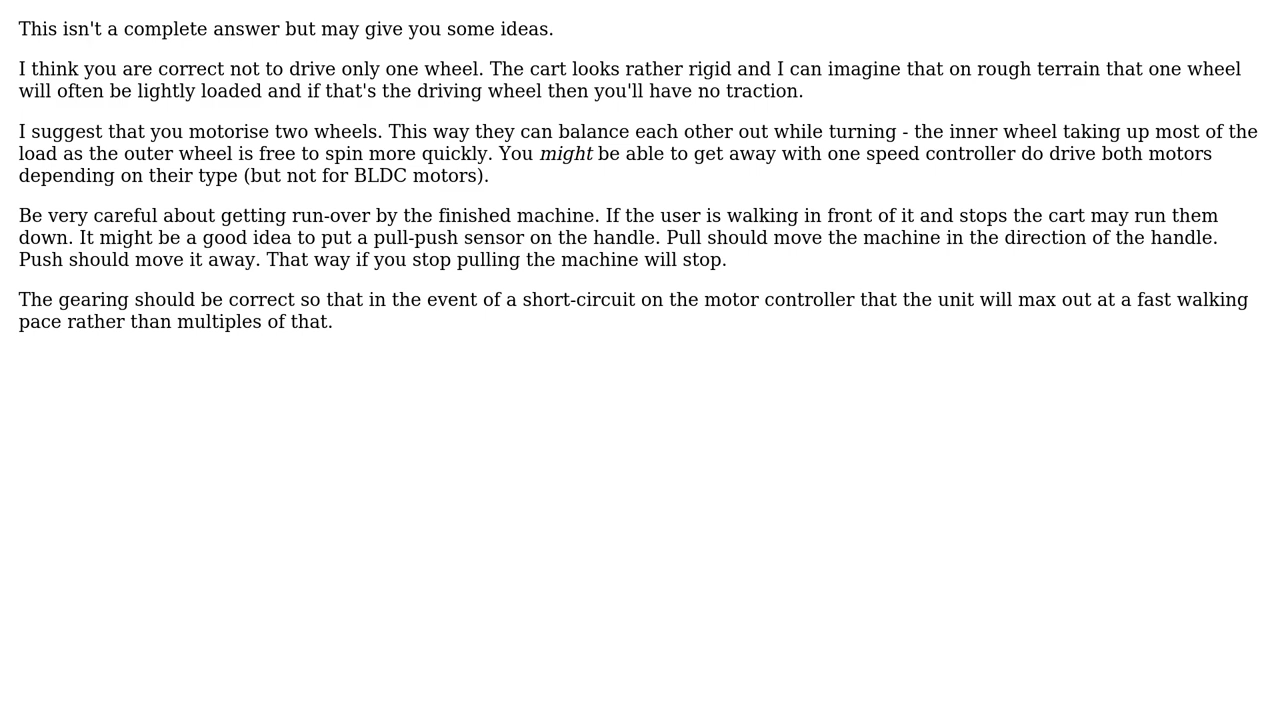 This isn't a complete answer but may give you some ideas.
I think you are correct not to drive only one wheel. The cart looks rather rigid and I can imagine that on rough terrain that one wheel
will often be lightly loaded and if that's the driving wheel then you'll have no traction.
I suggest that you motorise two wheels. This way they can balance each other out while turning - the inner wheel taking up most of the
load as the outer wheel is free to spin more quickly. You might be able to get away with one speed controller do drive both motors
depending on their type (but not for BLDC motors).
Be very careful about getting run-over by the finished machine. If the user is walking in front of it and stops the cart may run them
down. It might be a good idea to put a pull-push sensor on the handle. Pull should move the machine in the direction of the handle.
Push should move it away. That way if you stop pulling the machine will stop.
The gearing should be correct so that in the event of a short-circuit on the motor controller that the unit will max out at a fast walking
pace rather than multiples of that.